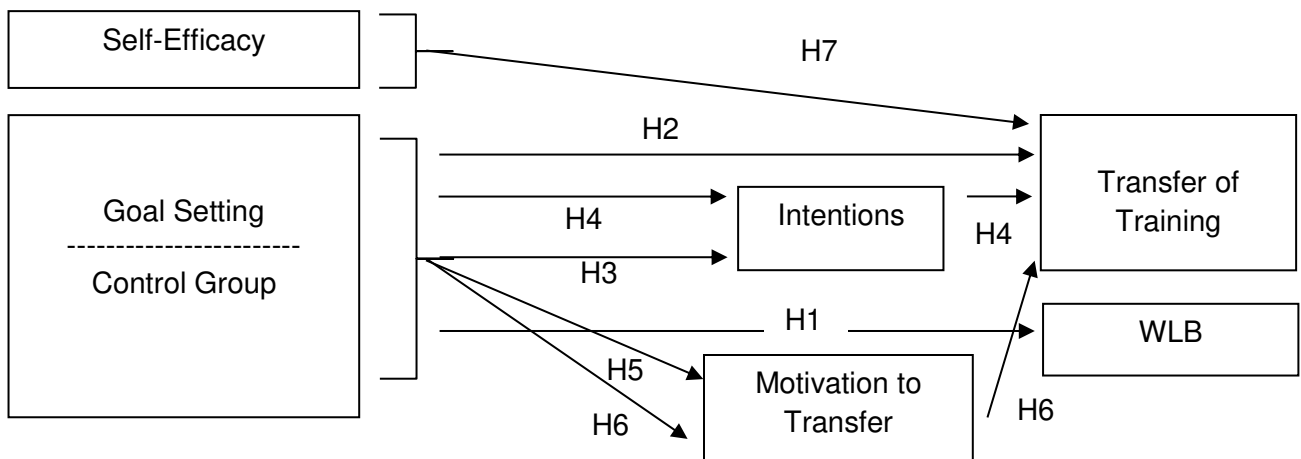 Self-Efficacy
H7
H2
Goal Setting
------------------------
Control Group
H4
H3
Intentions
H4
Transfer of
Training
H1
WLB
H5
H6
Motivation to
Transfer
H6